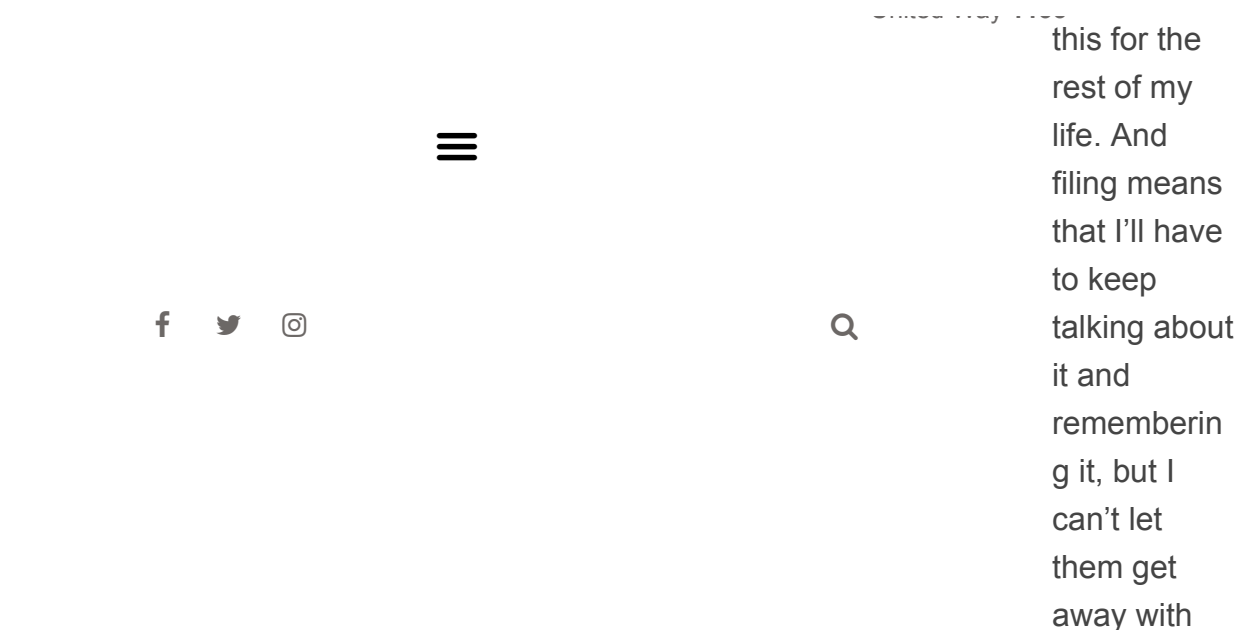 this for the
rest of my
life. And
filing means
that I’ll have
to keep
talking about
it and
rememberin
g it, but I
can’t let
them get
away with